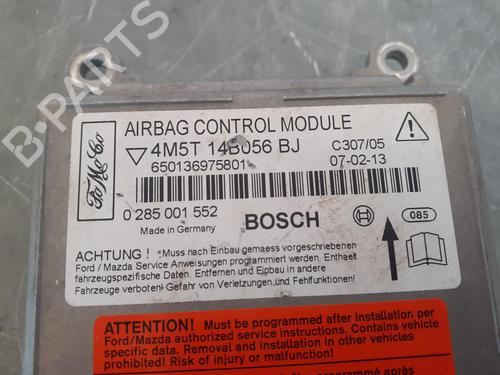 B-PARTS
AIRBAG CONTROL MODULE
4M5T 14B056 BJ
C307/05
650136975801
07-02-13
FoMoCo
0 285 001 552
BOSCH
085
Made in Germany
ACHTUNG ! Muss nach Einbau gemaess vorgeschriebenen
Ford / Mazda Service Anweisungen programmiert werden. Enthaelt
fahrzeugspezifische Daten. Entfernen und Einbau in andere
Fahrzeuge verboten! Gefahr von Verletzungen, und Fehlfunktionen!
ATTENTION! Must be programmed after installation, per
Ford/Mazda authorized service instructions. Contains vehicle
specific data. Removal and installation in other vehicles
prohibited! Risk of injury or malfunction!
programmé après